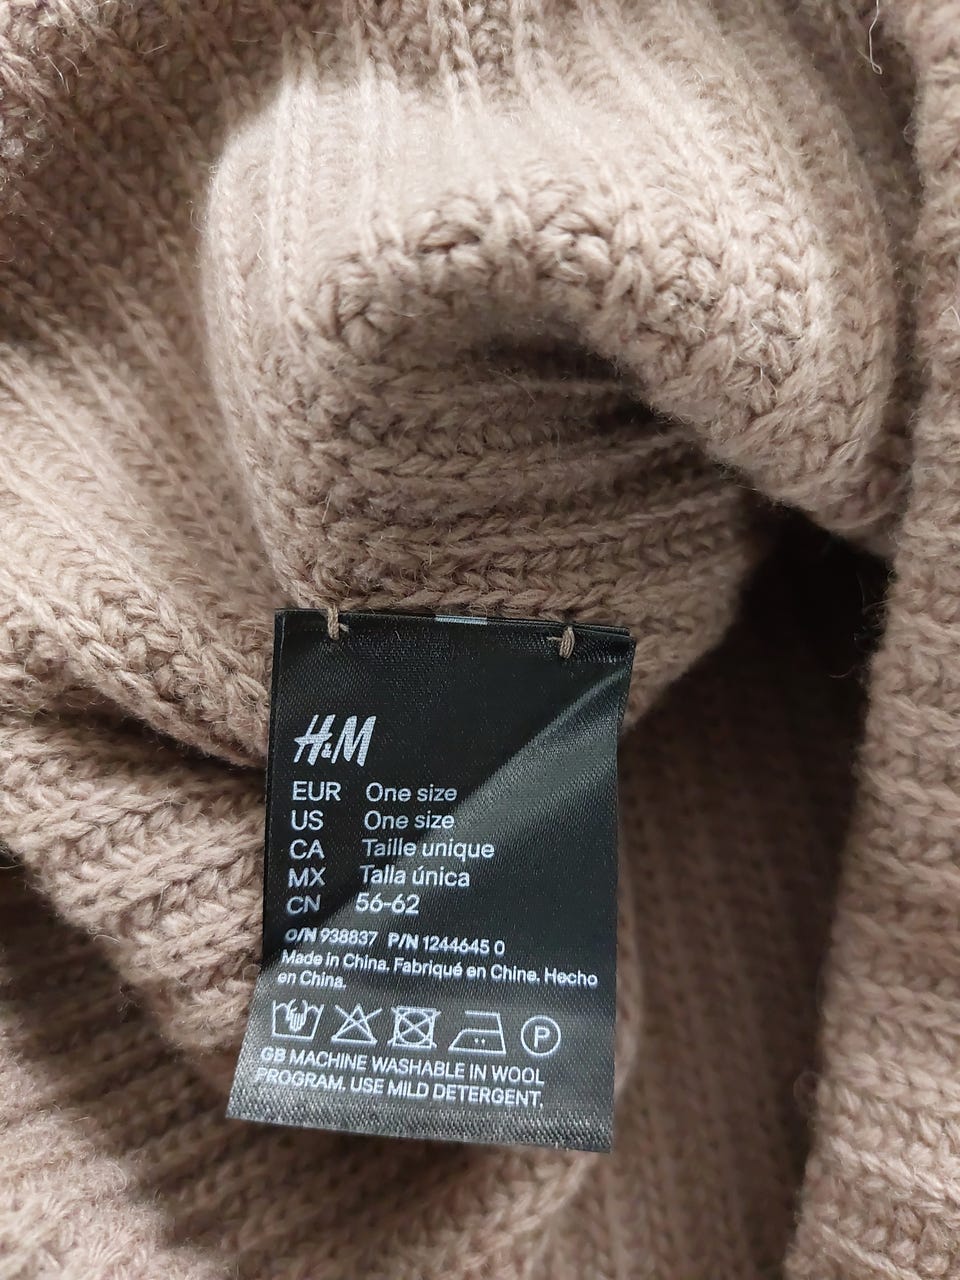 H&M
EUR One size
US One size
CA Taille unique
MX Talla única
CN 56-62
O/N 938837 P/N 1244645 0
Made in China. Fabriqué en Chine. Hecho
en China.
P
GB MACHINE WASHABLE IN WOOL
PROGRAM. USE MILD DETERGENT.